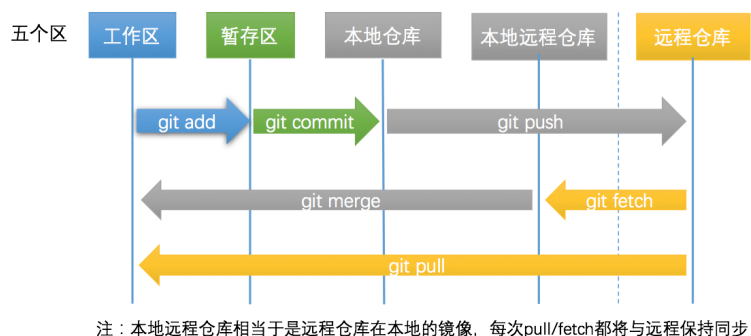 五个区 工作区 暂存区 本地仓库 本地远程仓库 远程仓库
git add git commit git push
git merge git fetch
git pull
注：本地远程仓库相当于是远程仓库在本地的镜像，每次pull/fetch都将与远程保持同步